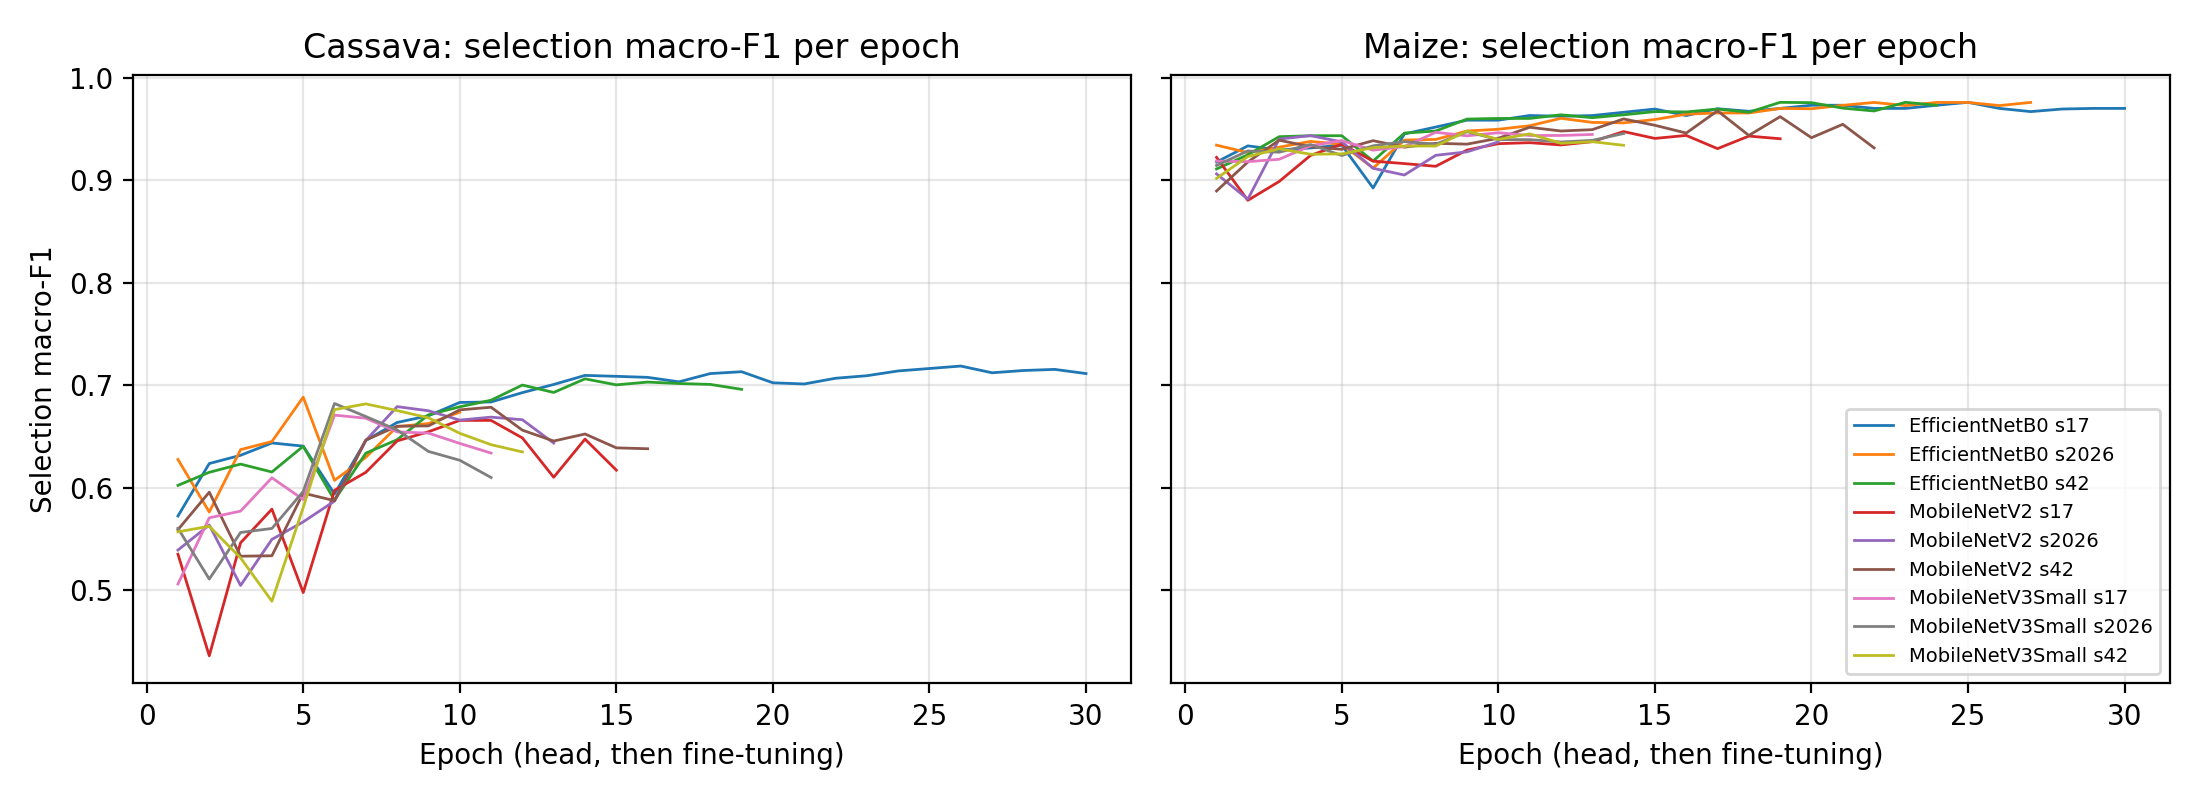 Cassava: selection macro-F1 per epoch
Selection macro-F1
1.0
0.9
0.8
0.7
0.6
0.5
0 5 10 15 20 25 30
Epoch (head, then fine-tuning)
Maize: selection macro-F1 per epoch
EfficientNetB0 s17
EfficientNetB0 s2026
EfficientNetB0 s42
MobileNetV2 s17
MobileNetV2 s2026
MobileNetV2 s42
MobileNetV3Small s17
MobileNetV3Small s2026
MobileNetV3Small s42
0 5 10 15 20 25 30
Epoch (head, then fine-tuning)